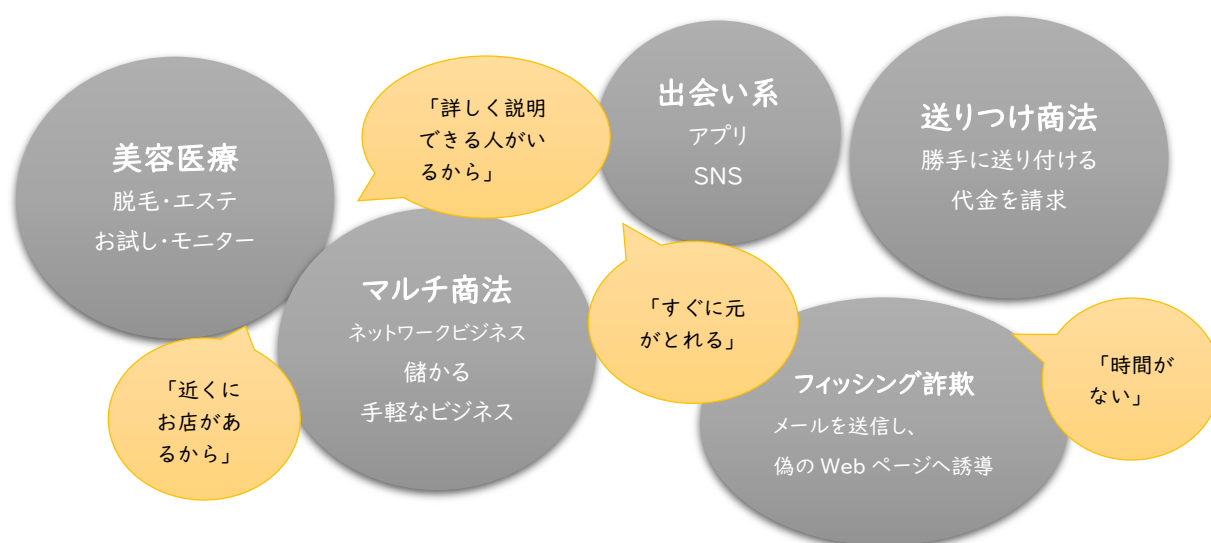 美容医療
脱毛・エステ
お試し・モニター
「詳しく説明
できる人がい
るから」
出会い系
アプリ
SNS
送りつけ商法
勝手に送り付ける
代金を請求
マルチ商法
ネットワークビジネス
儲かる
手軽なビジネス
「近くに
お店があ
るから」
「すぐに元
がとれる」
フィッシング詐欺
メールを送信し、
偽の Web ページへ誘導
「時間が
ない」